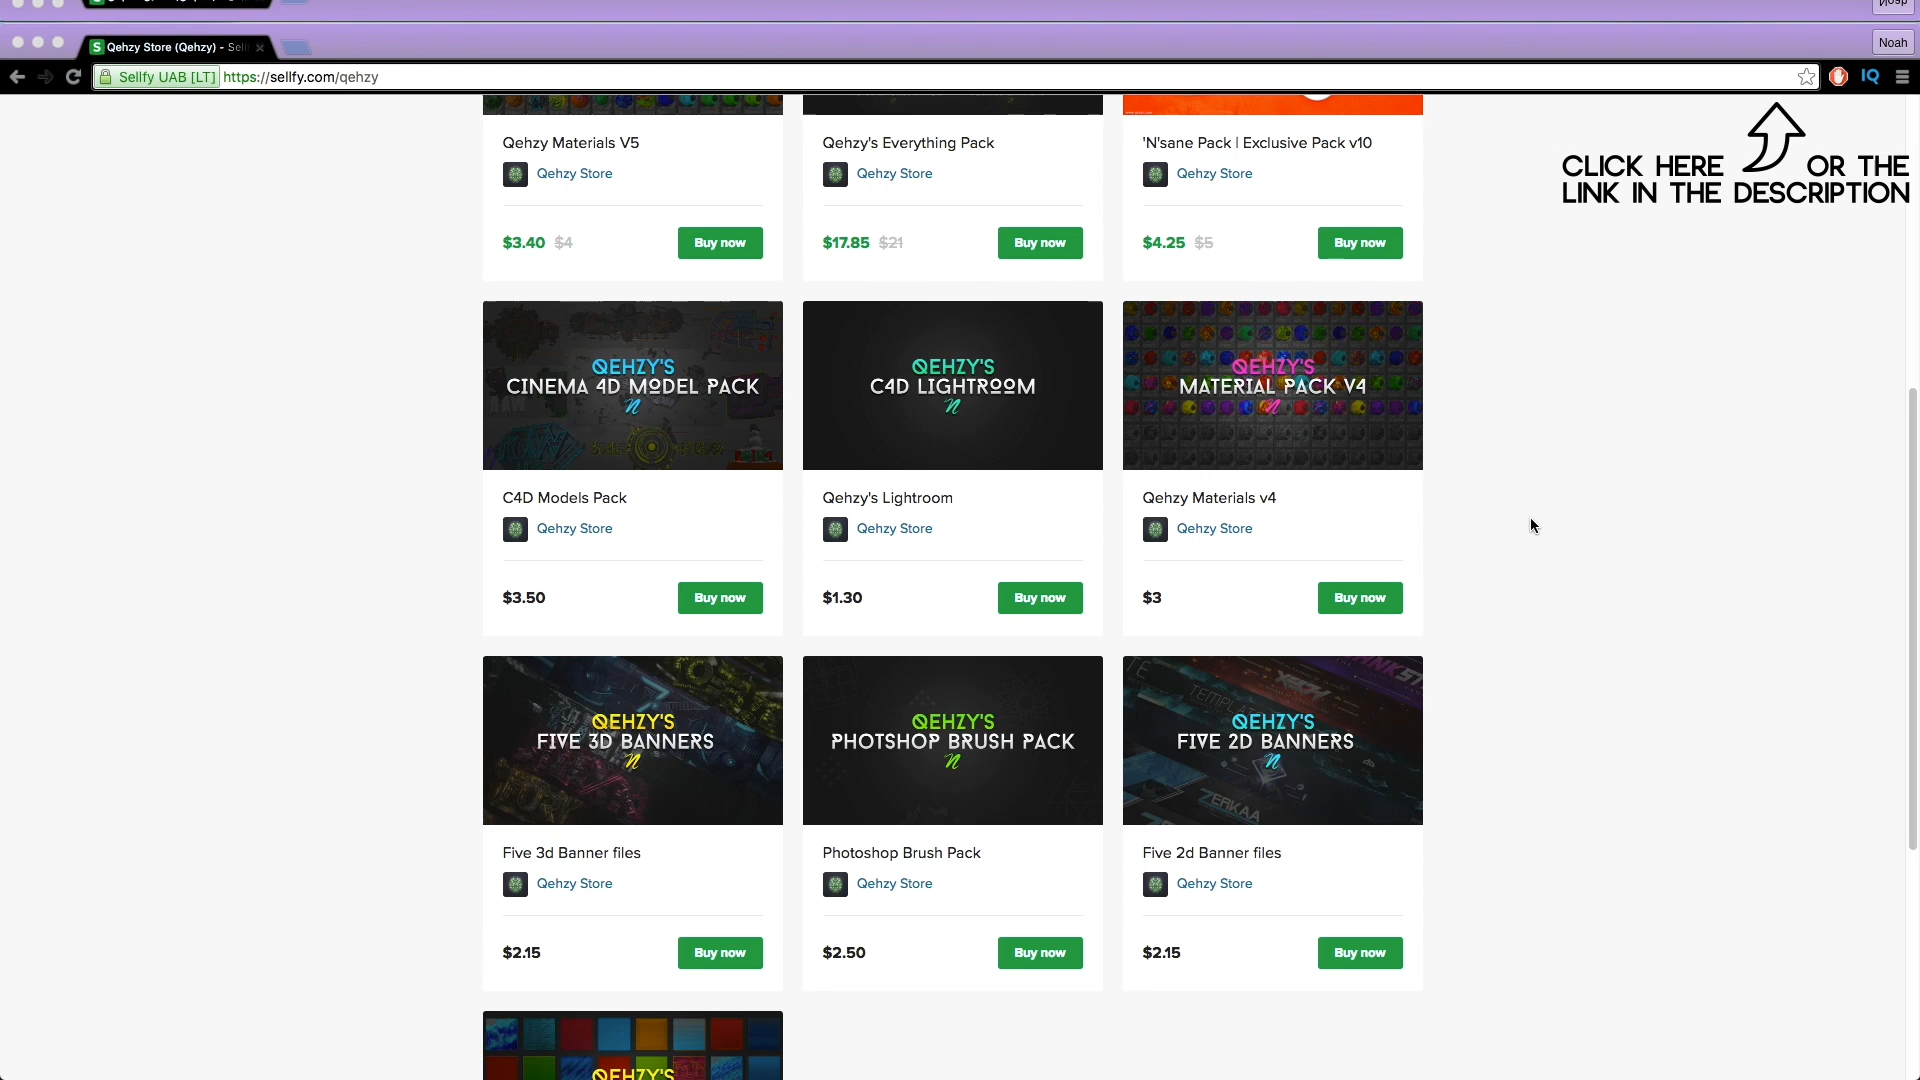 Noah
Qehzy Store (Qehzy) - Sell
Noah
Sellfy UAB [LT] https://sellfy.com/qehzy
IQ
CLICK HERE OR THE
LINK IN THE DESCRIPTION
Qehzy Materials V5
Qehzy Store
$3.40 $4 Buy now
Qehzy's Everything Pack
Qehzy Store
$17.85 $21 Buy now
'N'sane Pack | Exclusive Pack v10
Qehzy Store
$4.25 $5 Buy now
QEHZY'S
CINEMA 4D MODEL PACK
N
C4D Models Pack
Qehzy Store
$3.50 Buy now
QEHZY'S
C4D LIGHTROOM
N
Qehzy's Lightroom
Qehzy Store
$1.30 Buy now
QEHZY'S
MATERIAL PACK V4
N
Qehzy Materials v4
Qehzy Store
$3 Buy now
QEHZY'S
FIVE 3D BANNERS
N
Five 3d Banner files
Qehzy Store
$2.15 Buy now
QEHZY'S
PHOTSHOP BRUSH PACK
N
Photoshop Brush Pack
Qehzy Store
$2.50 Buy now
TEMPLA
ZERKAA
QEHZY'S
FIVE 2D BANNERS
N
Five 2d Banner files
Qehzy Store
$2.15 Buy now
QEHZY'S